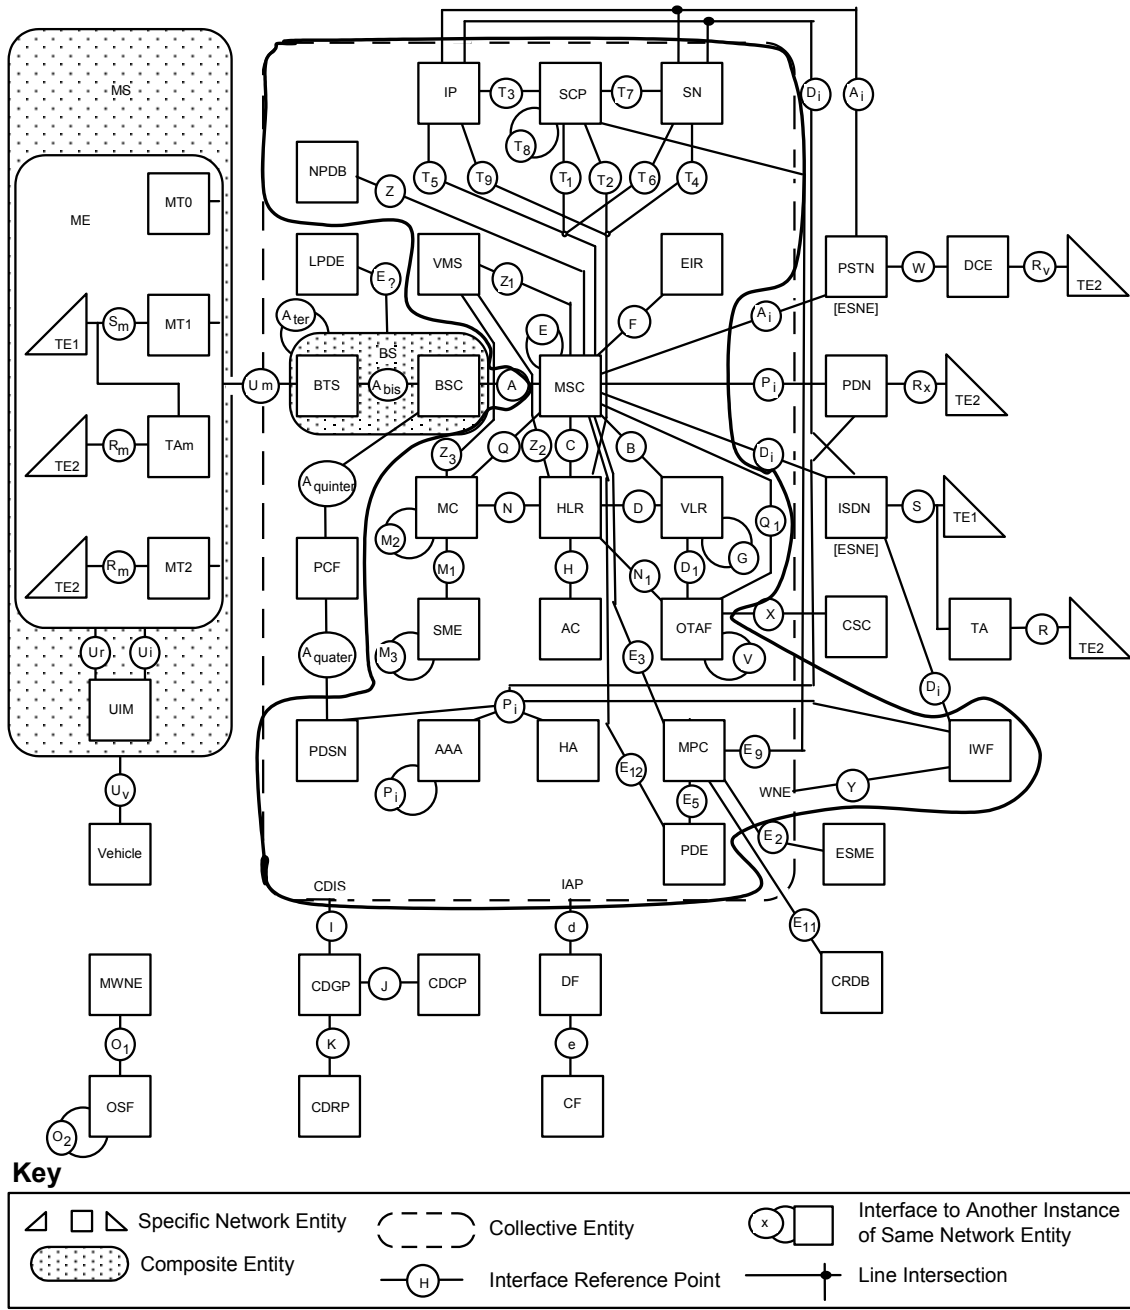 MS
ME
MT0
TE1
Sm
MT1
TE2
Rm
TAm
TE2
Rm
MT2
Ur
Ui
UIM
Uv
Vehicle
Um
IP
T3
SCP
T7
SN
T8
Di
Ai
NPDB
Z
T5
T9
T1
T2
T6
T4
LPDE
E?
VMS
Z1
EIR
Ater
E
F
Ai
PSTN
[ESNE]
W
DCE
Rv
TE2
BS
BTS
Abis
BSC
A
MSC
Pi
PDN
Rx
TE2
Z3
Q
Z2
C
B
Di
Aquinter
MC
N
HLR
D
VLR
Q1
ISDN
[ESNE]
S
TE1
M2
G
PCF
M1
H
N1
D1
SME
AC
OTAF
X
CSC
TA
R
TE2
Aquater
M3
E3
V
Di
Pi
PDSN
AAA
HA
MPC
E9
IWF
Pi
E12
E5
WNE
Y
PDE
E2
ESME
CDIS
IAP
I
d
E11
MWNE
CDGP
J
CDCP
DF
CRDB
O1
K
e
OSF
O2
CDRP
CF
Key
Specific Network Entity
Composite Entity
Collective Entity
H
Interface Reference Point
x
Interface to Another Instance
of Same Network Entity
Line Intersection